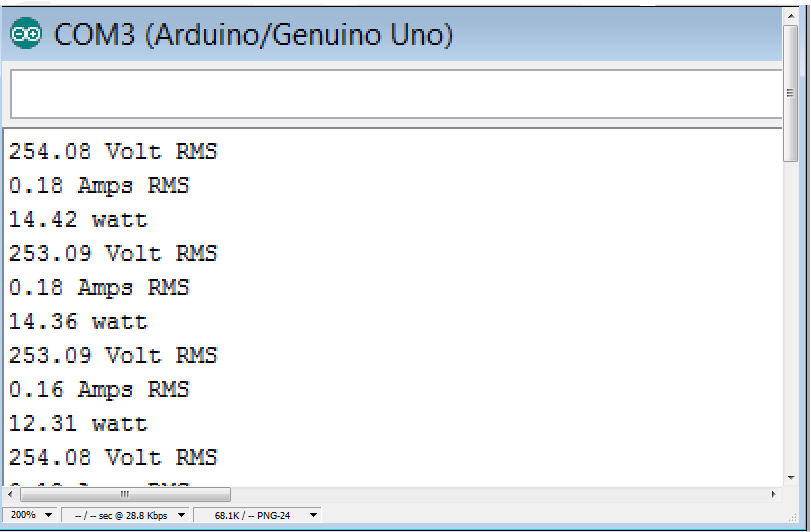 COM3 (Arduino/Genuino Uno)
254.08 Volt RMS
0.18 Amps RMS
14.42 watt
253.09 Volt RMS
0.18 Amps RMS
14.36 watt
253.09 Volt RMS
0.16 Amps RMS
12.31 watt
254.08 Volt RMS
200% -- / -- sec @ 28.8 Kbps 68.1K / -- PNG-24